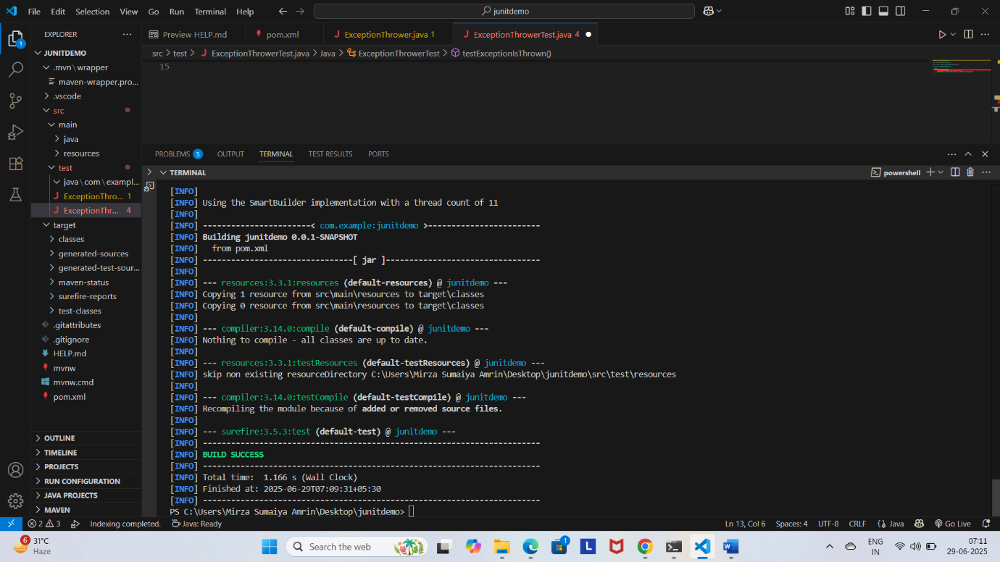 File Edit Selection View Go Run Terminal Help
junitdemo
EXPLORER
Preview HELP.md
pom.xml
ExceptionThrower.java 1
ExceptionThrowerTest.java 4
src > test > ExceptionThrowerTest.java > Java > ExceptionThrowerTest > testExceptionIsThrown()
15
JUNITDEMO
.mvn\wrapper
maven-wrapper.pro...
.vscode
src
main
java
resources
test
java\com\exampl...
ExceptionThro... 1
ExceptionThr... 4
target
classes
generated-sources
generated-test-sour...
maven-status
surefire-reports
test-classes
.gitattributes
.gitignore
HELP.md
mvnw
mvnw.cmd
pom.xml
OUTLINE
TIMELINE
PROJECTS
RUN CONFIGURATION
JAVA PROJECTS
MAVEN
1
PROBLEMS 5 OUTPUT TERMINAL TEST RESULTS PORTS
TERMINAL
powershell
[INFO]
[INFO] Using the SmartBuilder implementation with a thread count of 11
[INFO]
[INFO] -----------------------< com.example:junitdemo >------------------------
[INFO] Building junitdemo 0.0.1-SNAPSHOT
[INFO]   from pom.xml
[INFO] --------------------------------[ jar ]---------------------------------
[INFO]
[INFO] --- resources:3.3.1:resources (default-resources) @ junitdemo ---
[INFO] Copying 1 resource from src\main\resources to target\classes
[INFO] Copying 0 resource from src\main\resources to target\classes
[INFO]
[INFO] --- compiler:3.14.0:compile (default-compile) @ junitdemo ---
[INFO] Nothing to compile - all classes are up to date.
[INFO]
[INFO] --- resources:3.3.1:testResources (default-testResources) @ junitdemo ---
[INFO] skip non existing resourceDirectory C:\Users\Mirza Sumaiya Amrin\Desktop\junitdemo\src\test\resources
[INFO]
[INFO] --- compiler:3.14.0:testCompile (default-testCompile) @ junitdemo ---
[INFO] Recompiling the module because of added or removed source files.
[INFO]
[INFO] --- surefire:3.5.3:test (default-test) @ junitdemo ---
[INFO] ------------------------------------------------------------------------
[INFO] BUILD SUCCESS
[INFO] ------------------------------------------------------------------------
[INFO] Total time:  1.166 s (Wall Clock)
[INFO] Finished at: 2025-06-29T07:09:31+05:30
[INFO] ------------------------------------------------------------------------
PS C:\Users\Mirza Sumaiya Amrin\Desktop\junitdemo>
2 3 Indexing completed. Java: Ready
Ln 13, Col 6 Spaces: 4 UTF-8 CRLF {} Java Go Live
6 31°C
Haze
Search the web
1
L
W
ENG
IN
07:11
29-06-2025